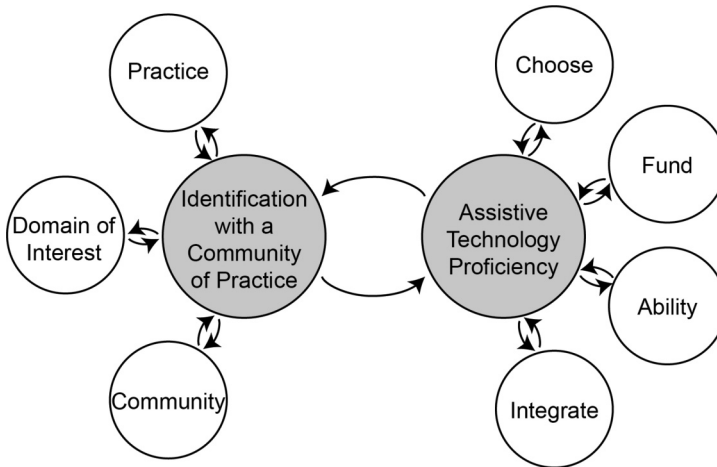 Practice
Domain of
Interest
Community
Identification
with a
Community
of Practice
Assistive
Technology
Proficiency
Choose
Fund
Ability
Integrate